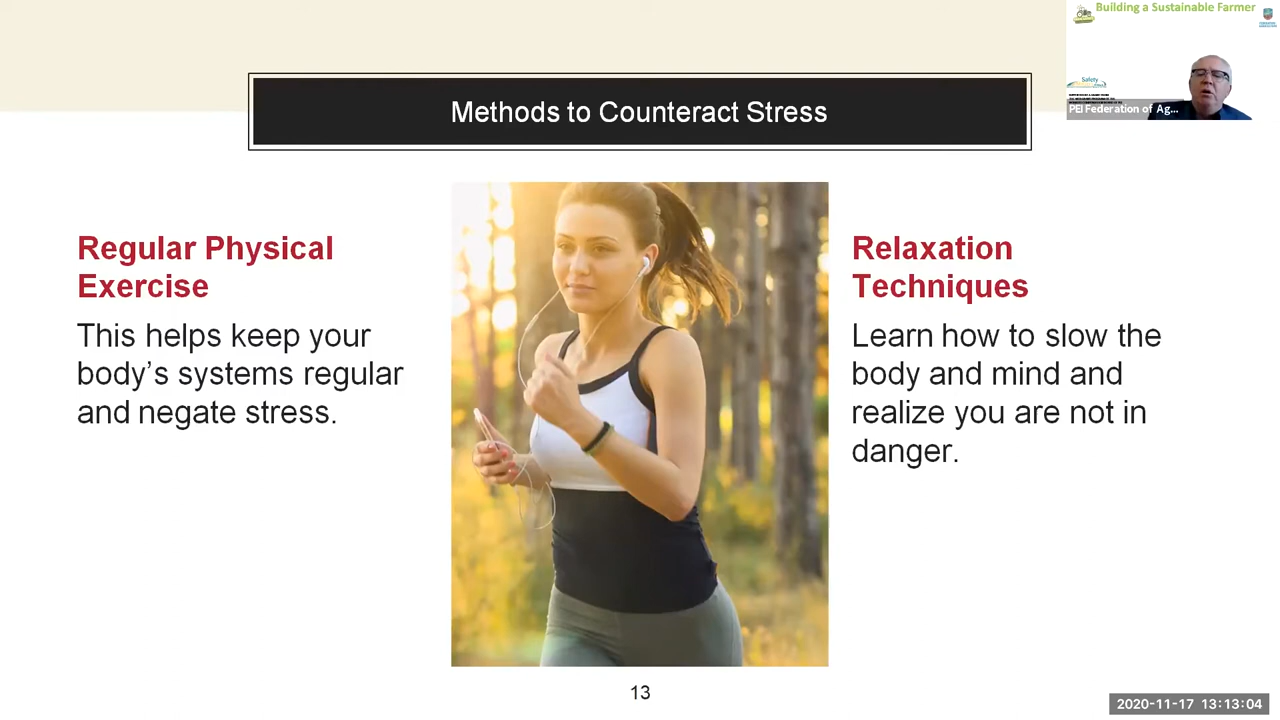 Building a Sustainable Farmer
Safety
PEI Federation of Ag...
Methods to Counteract Stress
Regular Physical
Exercise
This helps keep your
body’s systems regular
and negate stress.
Relaxation
Techniques
Learn how to slow the
body and mind and
realize you are not in
danger.
13
2020-11-17 13:13:04